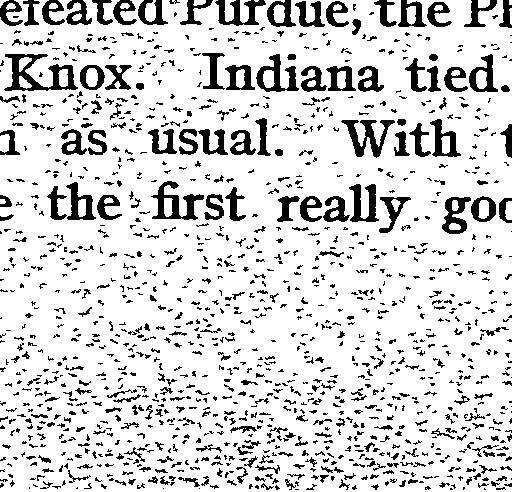 efeated Purdue, the Ph
Knox. Indiana tied.
as usual. With t
e the first really goo